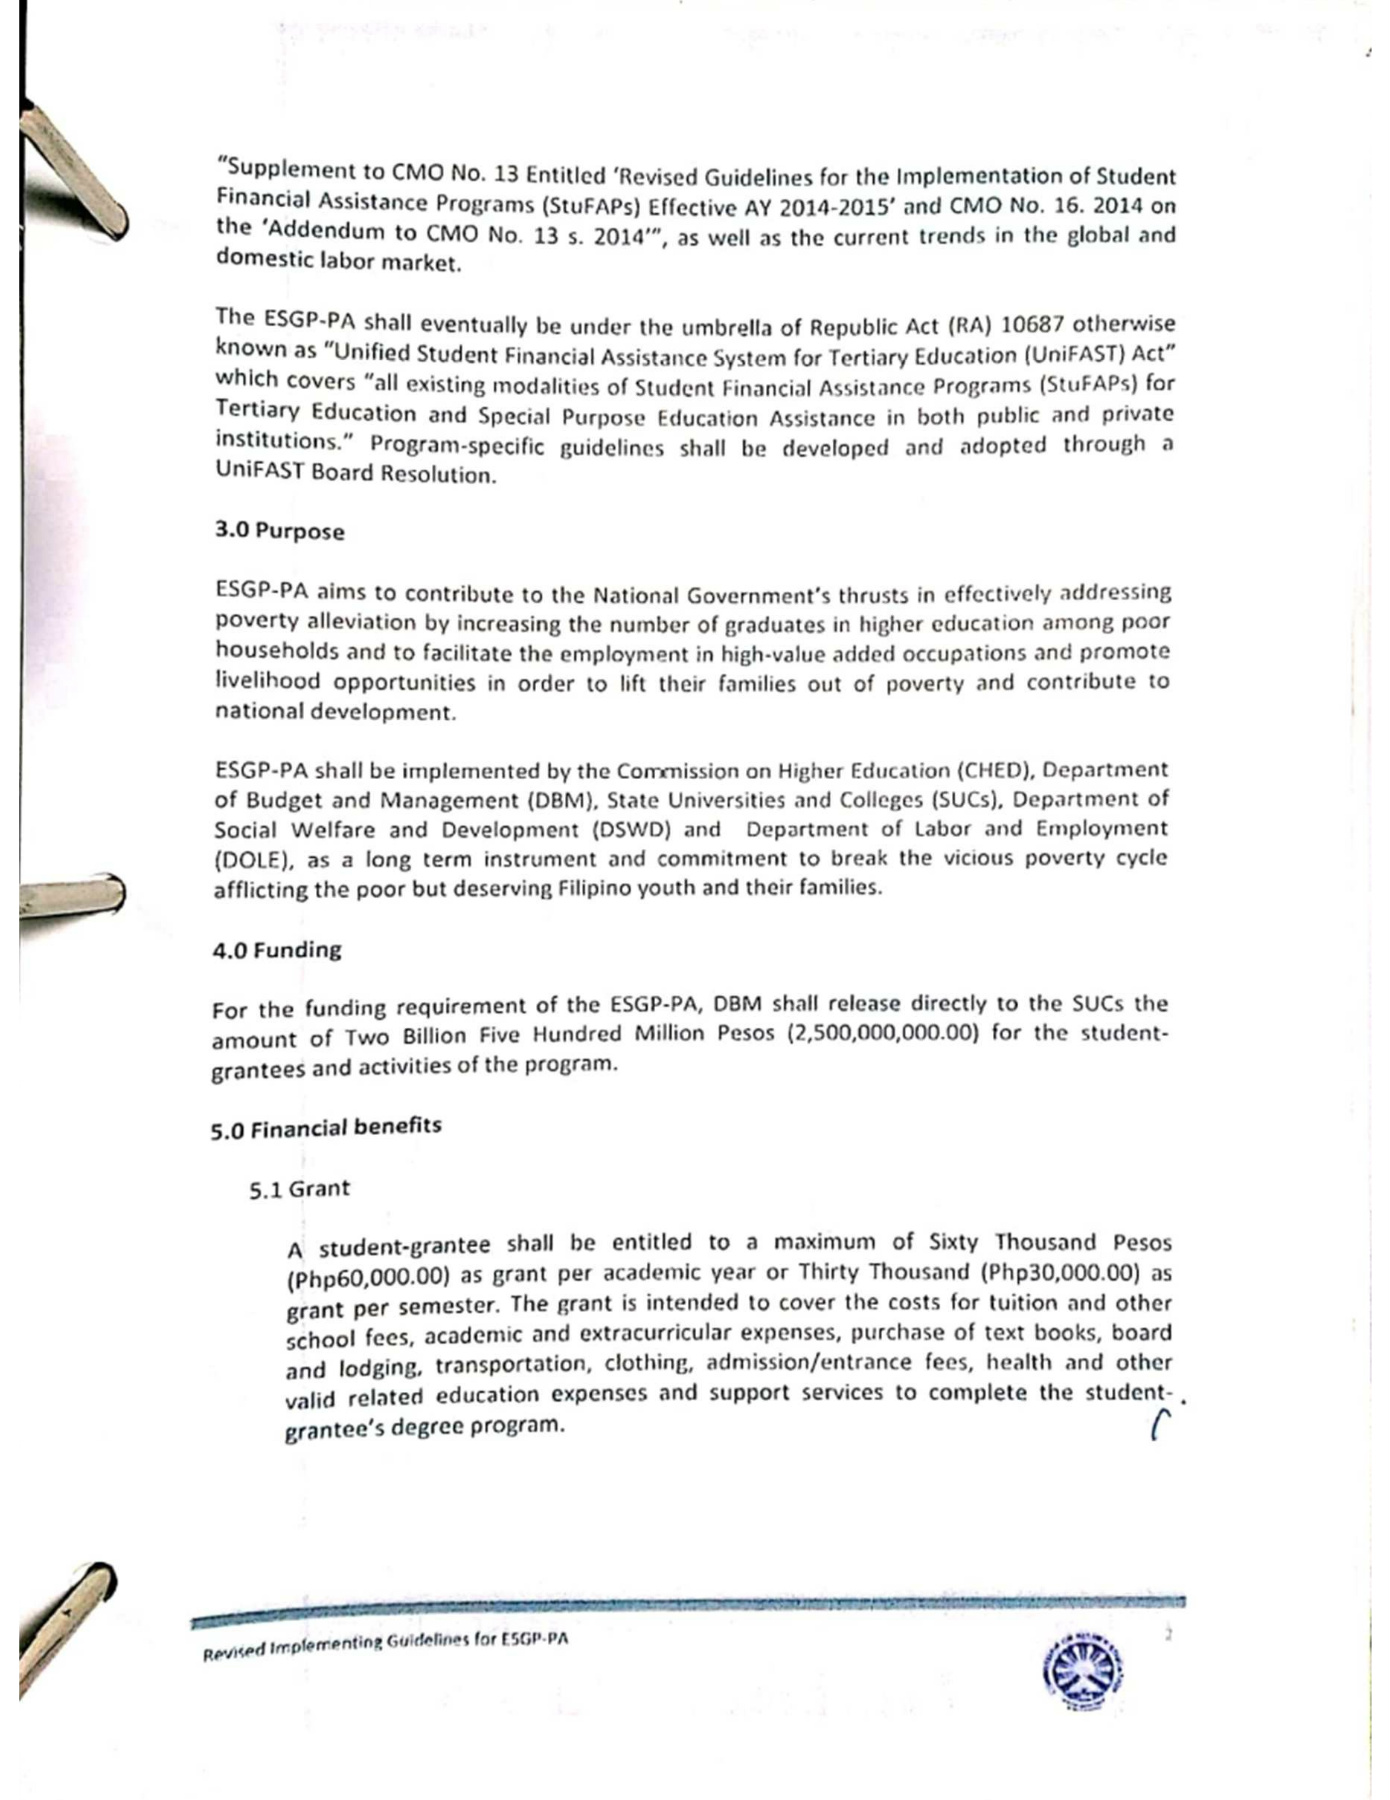 "Supplement to CMO No. 13 Entitled 'Revised Guidelines for the Implementation of Student
Financial Assistance Programs (StuFAPs) Effective AY 2014-2015' and CMO No. 16. 2014 on
the 'Addendum to CMO No. 13 s. 2014'", as well as the current trends in the global and
domestic labor market.
The ESGP-PA shall eventually be under the umbrella of Republic Act (RA) 10687 otherwise
known as "Unified Student Financial Assistance System for Tertiary Education (UniFAST) Act"
which covers "all existing modalities of Student Financial Assistance Programs (StuFAPs) for
Tertiary Education and Special Purpose Education Assistance in both public and private
institutions." Program-specific guidelines shall be developed and adopted through a
UniFAST Board Resolution.
3.0 Purpose
ESGP-PA aims to contribute to the National Government's thrusts in effectively addressing
poverty alleviation by increasing the number of graduates in higher education among poor
households and to facilitate the employment in high-value added occupations and promote
livelihood opportunities in order to lift their families out of poverty and contribute to
national development.
ESGP-PA shall be implemented by the Commission on Higher Education (CHED), Department
of Budget and Management (DBM), State Universities and Colleges (SUCs), Department of
Social Welfare and Development (DSWD) and Department of Labor and Employment
(DOLE), as a long term instrument and commitment to break the vicious poverty cycle
afflicting the poor but deserving Filipino youth and their families.
4.0 Funding
For the funding requirement of the ESGP-PA, DBM shall release directly to the SUCs the
amount of Two Billion Five Hundred Million Pesos (2,500,000,000.00) for the student-
grantees and activities of the program.
5.0 Financial benefits
5.1 Grant
A student-grantee shall be entitled to a maximum of Sixty Thousand Pesos
(Php60,000.00) as grant per academic year or Thirty Thousand (Php30,000.00) as
grant per semester. The grant is intended to cover the costs for tuition and other
school fees, academic and extracurricular expenses, purchase of text books, board
and lodging, transportation, clothing, admission/entrance fees, health and other
valid related education expenses and support services to complete the student-
grantee's degree program.
Revised Implementing Guidelines for ESGP-PA
2